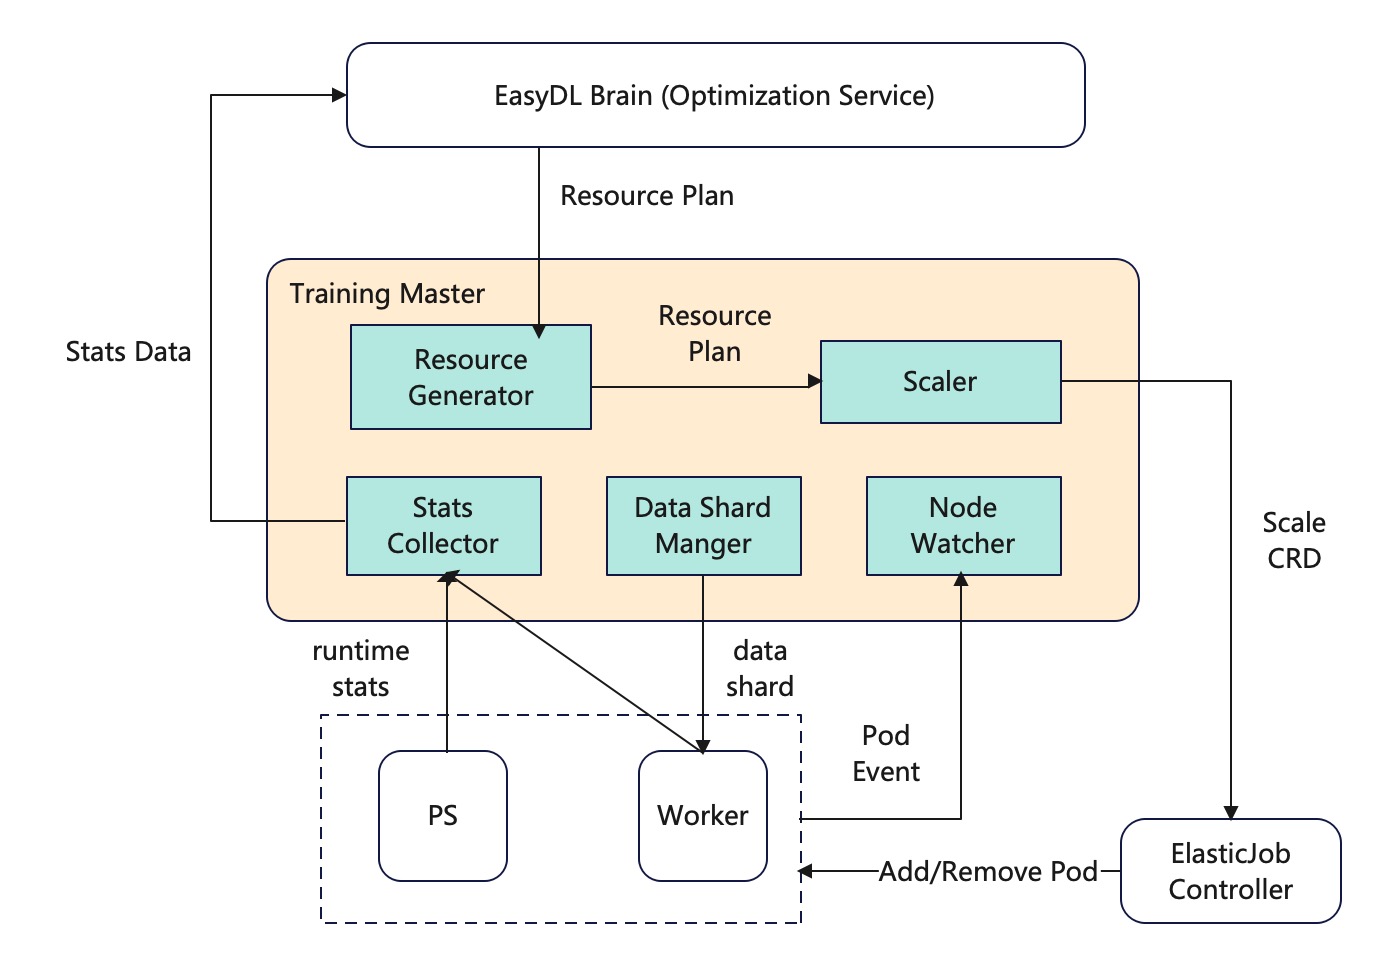 EasyDL Brain (Optimization Service)
Resource Plan
Training Master
Resource
Plan
Resource
Generator
Scaler
Stats Data
Stats
Collector
Data Shard
Manger
Node
Watcher
Scale
CRD
runtime
stats
data
shard
Pod
Event
PS
Worker
Add/Remove Pod
ElasticJob
Controller